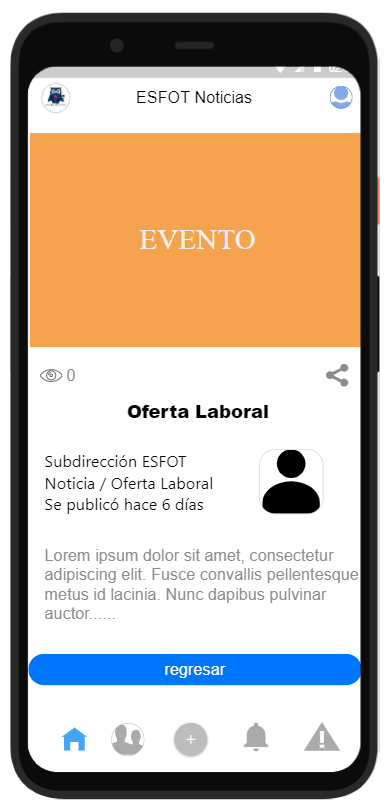 ESFOT Noticias
EVENTO
0
Oferta Laboral
Subdirección ESFOT
Noticia / Oferta Laboral
Se publicó hace 6 días
Lorem ipsum dolor sit amet, consectetur
adipiscing elit. Fusce convallis pellentesque
metus id lacinia. Nunc dapibus pulvinar
auctor......
regresar